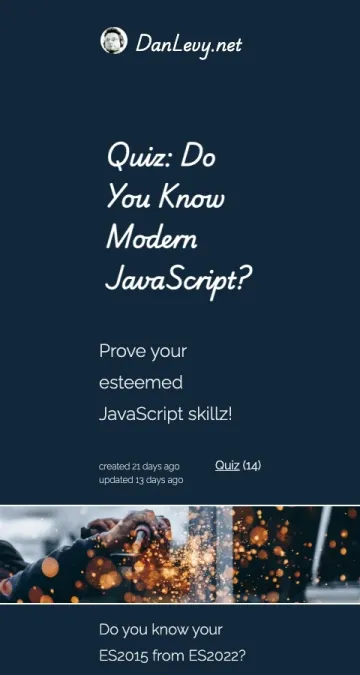 DanLevy.net
Quiz: Do
You Know
Modern
JavaScript?
Prove your
esteemed
JavaScript skillz!
created 21 days ago
updated 13 days ago
Quiz (14)
Do you know your
ES2015 from ES2022?